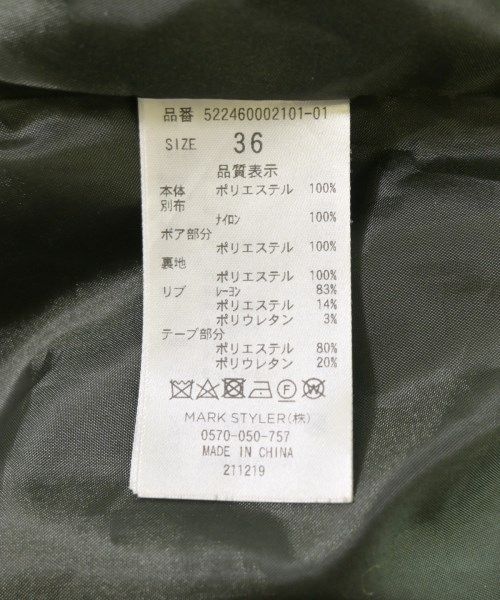 品番 522460002101-01
SIZE 36
品質表示
本体 ポリエステル 100%
別布
ナイロン 100%
ボア部分
ポリエステル 100%
裏地
ポリエステル 100%
リブ レーヨン 83%
ポリエステル 14%
ポリウレタン 3%
テープ部分
ポリエステル 80%
ポリウレタン 20%
F W
MARK STYLER(株)
0570-050-757
MADE IN CHINA
211219